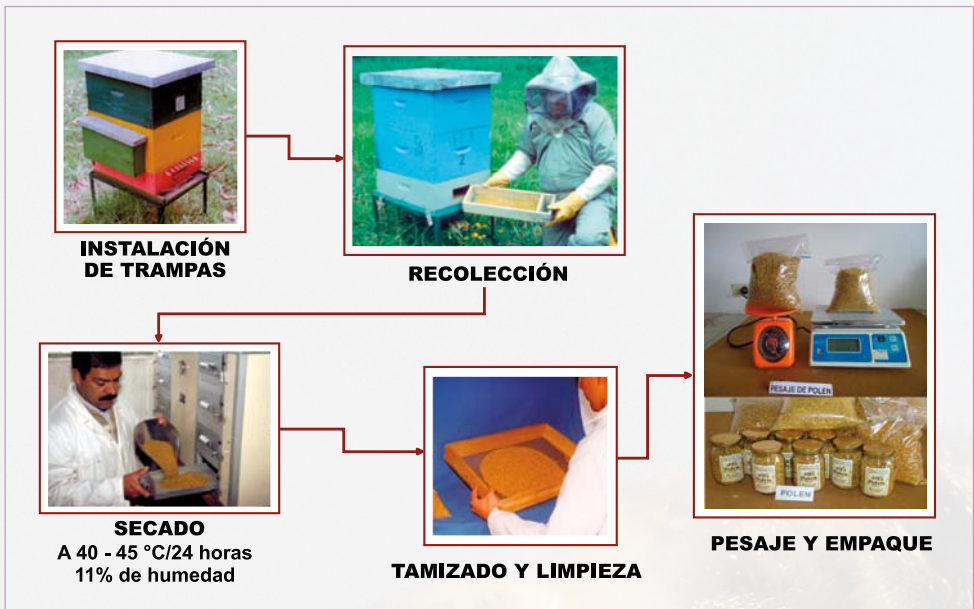 INSTALACIÓN
DE TRAMPAS
RECOLECCIÓN
SECADO
A 40 - 45 °C/24 horas
11% de humedad
TAMIZADO Y LIMPIEZA
PESAJE DE POLEN
POLEN
PESAJE Y EMPAQUE